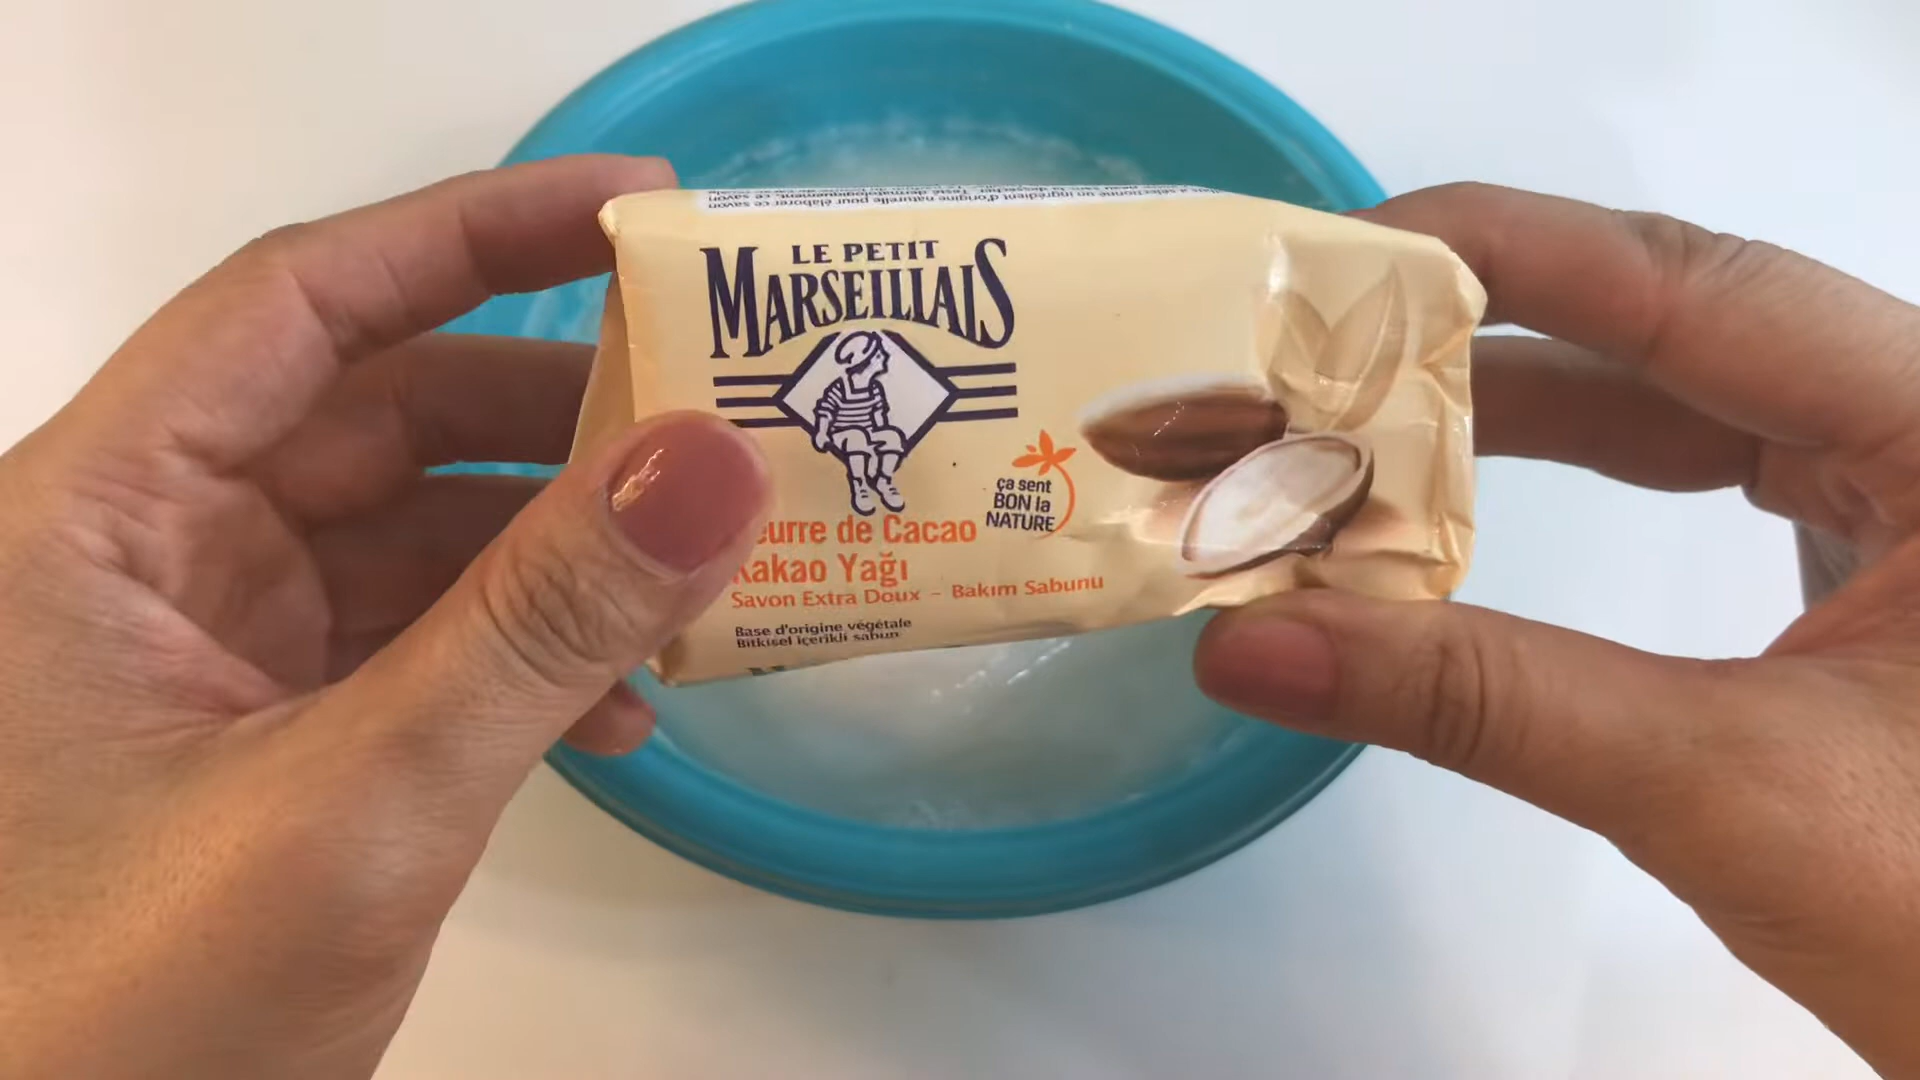 LE PETIT
MARSEILLAIS
ça sent
BON la
NATURE
eurre de Cacao
Kakao Yağı
Savon Extra Doux - Bakım Sabunu
Base d'origine végétale
Bitkisel içerikli sabun